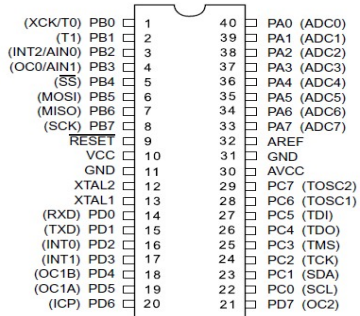 (XCK/T0) PB0 1 40 PA0 (ADC0)
(T1) PB1 2 39 PA1 (ADC1)
(INT2/AIN0) PB2 3 38 PA2 (ADC2)
(OC0/AIN1) PB3 4 37 PA3 (ADC3)
(SS) PB4 5 36 PA4 (ADC4)
(MOSI) PB5 6 35 PA5 (ADC5)
(MISO) PB6 7 34 PA6 (ADC6)
(SCK) PB7 8 33 PA7 (ADC7)
RESET 9 32 AREF
VCC 10 31 GND
GND 11 30 AVCC
XTAL2 12 29 PC7 (TOSC2)
XTAL1 13 28 PC6 (TOSC1)
(RXD) PD0 14 27 PC5 (TDI)
(TXD) PD1 15 26 PC4 (TDO)
(INT0) PD2 16 25 PC3 (TMS)
(INT1) PD3 17 24 PC2 (TCK)
(OC1B) PD4 18 23 PC1 (SDA)
(OC1A) PD5 19 22 PC0 (SCL)
(ICP) PD6 20 21 PD7 (OC2)